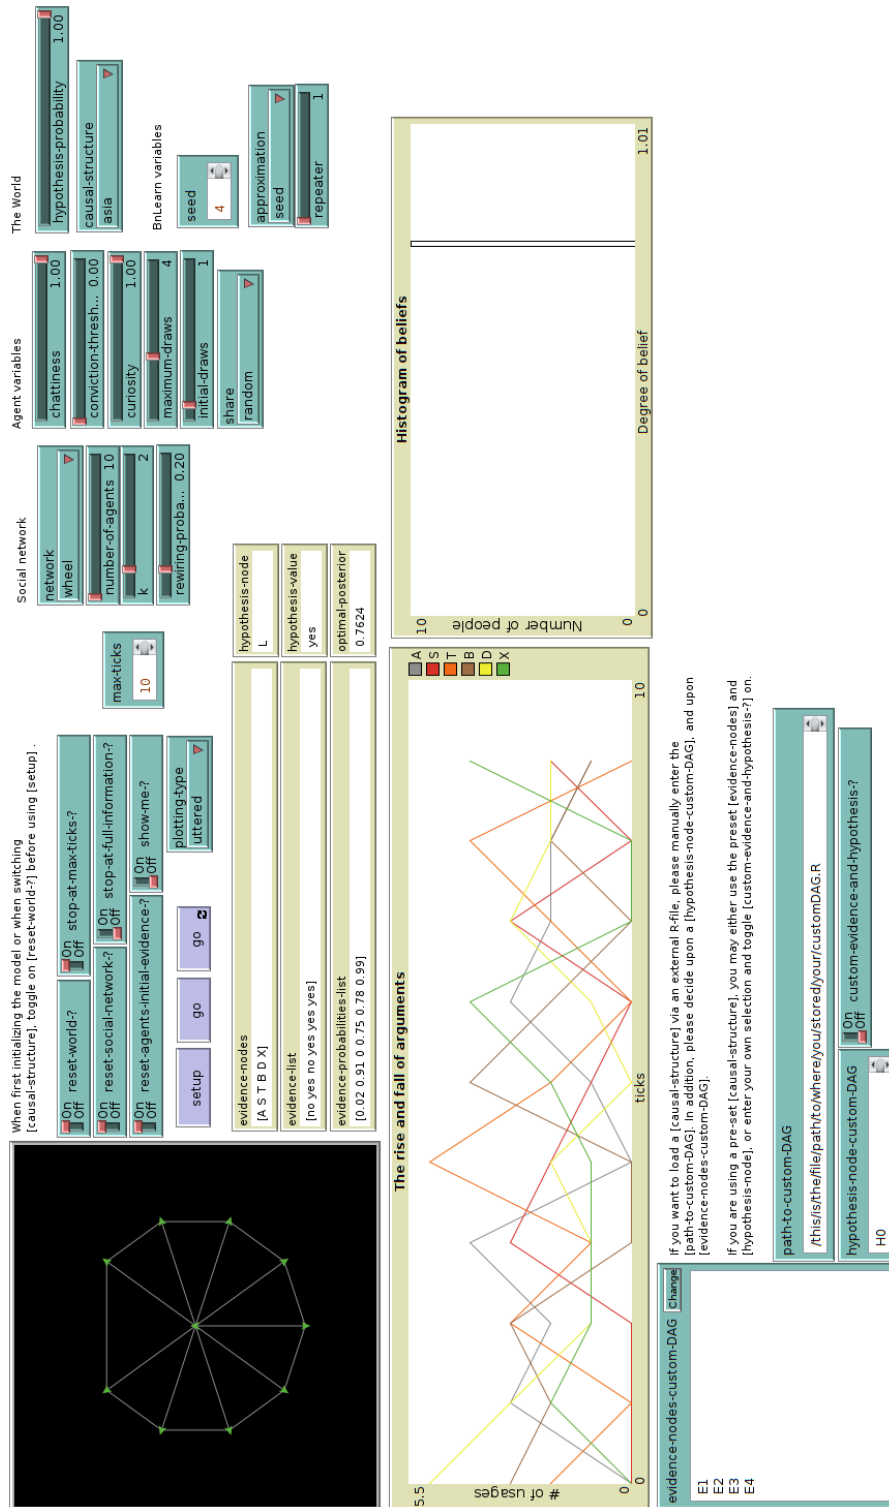 When first initializing the model or when switching
[causal-structure], toggle on [reset-world-?] before using [setup] .
On
Off
reset-world-?
On
Off
stop-at-max-ticks-?
On
Off
reset-social-network-?
On
Off
stop-at-full-information-?
On
Off
reset-agents-initial-evidence-?
On
Off
show-me-?
setup
go
go
plotting-type
uttered
max-ticks
10
Social network
network
wheel
number-of-agents 10
k 2
rewiring-proba... 0.20
Agent variables
chattiness 1.00
conviction-thresh... 0.00
curiosity 1.00
maximum-draws 4
initial-draws 1
share
random
The World
hypothesis-probability 1.00
causal-structure
asia
BnLearn variables
seed
4
approximation
seed
repeater 1
evidence-nodes
[A S T B D X]
hypothesis-node
L
evidence-list
[no yes no yes yes yes]
hypothesis-value
yes
evidence-probabilities-list
[0.02 0.91 0 0.75 0.78 0.99]
optimal-posterior
0.7624
The rise and fall of arguments
5.5
# of usages
0
0
ticks
10
A
S
T
B
D
X
Histogram of beliefs
10
Number of people
0
0
Degree of belief
1.01
evidence-nodes-custom-DAG
Change
E1
E2
E3
E4
If you want to load a [causal-structure] via an external R-file, please manually enter the
[path-to-custom-DAG]. In addition, please decide upon a [hypothesis-node-custom-DAG], and upon
[evidence-nodes-custom-DAG].
If you are using a pre-set [causal-structure], you may either use the preset [evidence-nodes] and
[hypothesis-node], or enter your own selection and toggle [custom-evidence-and-hypothesis-?] on.
path-to-custom-DAG
/this/is/the/file/path/to/where/you/stored/your/customDAG.R
hypothesis-node-custom-DAG
H0
On
Off
custom-evidence-and-hypothesis-?